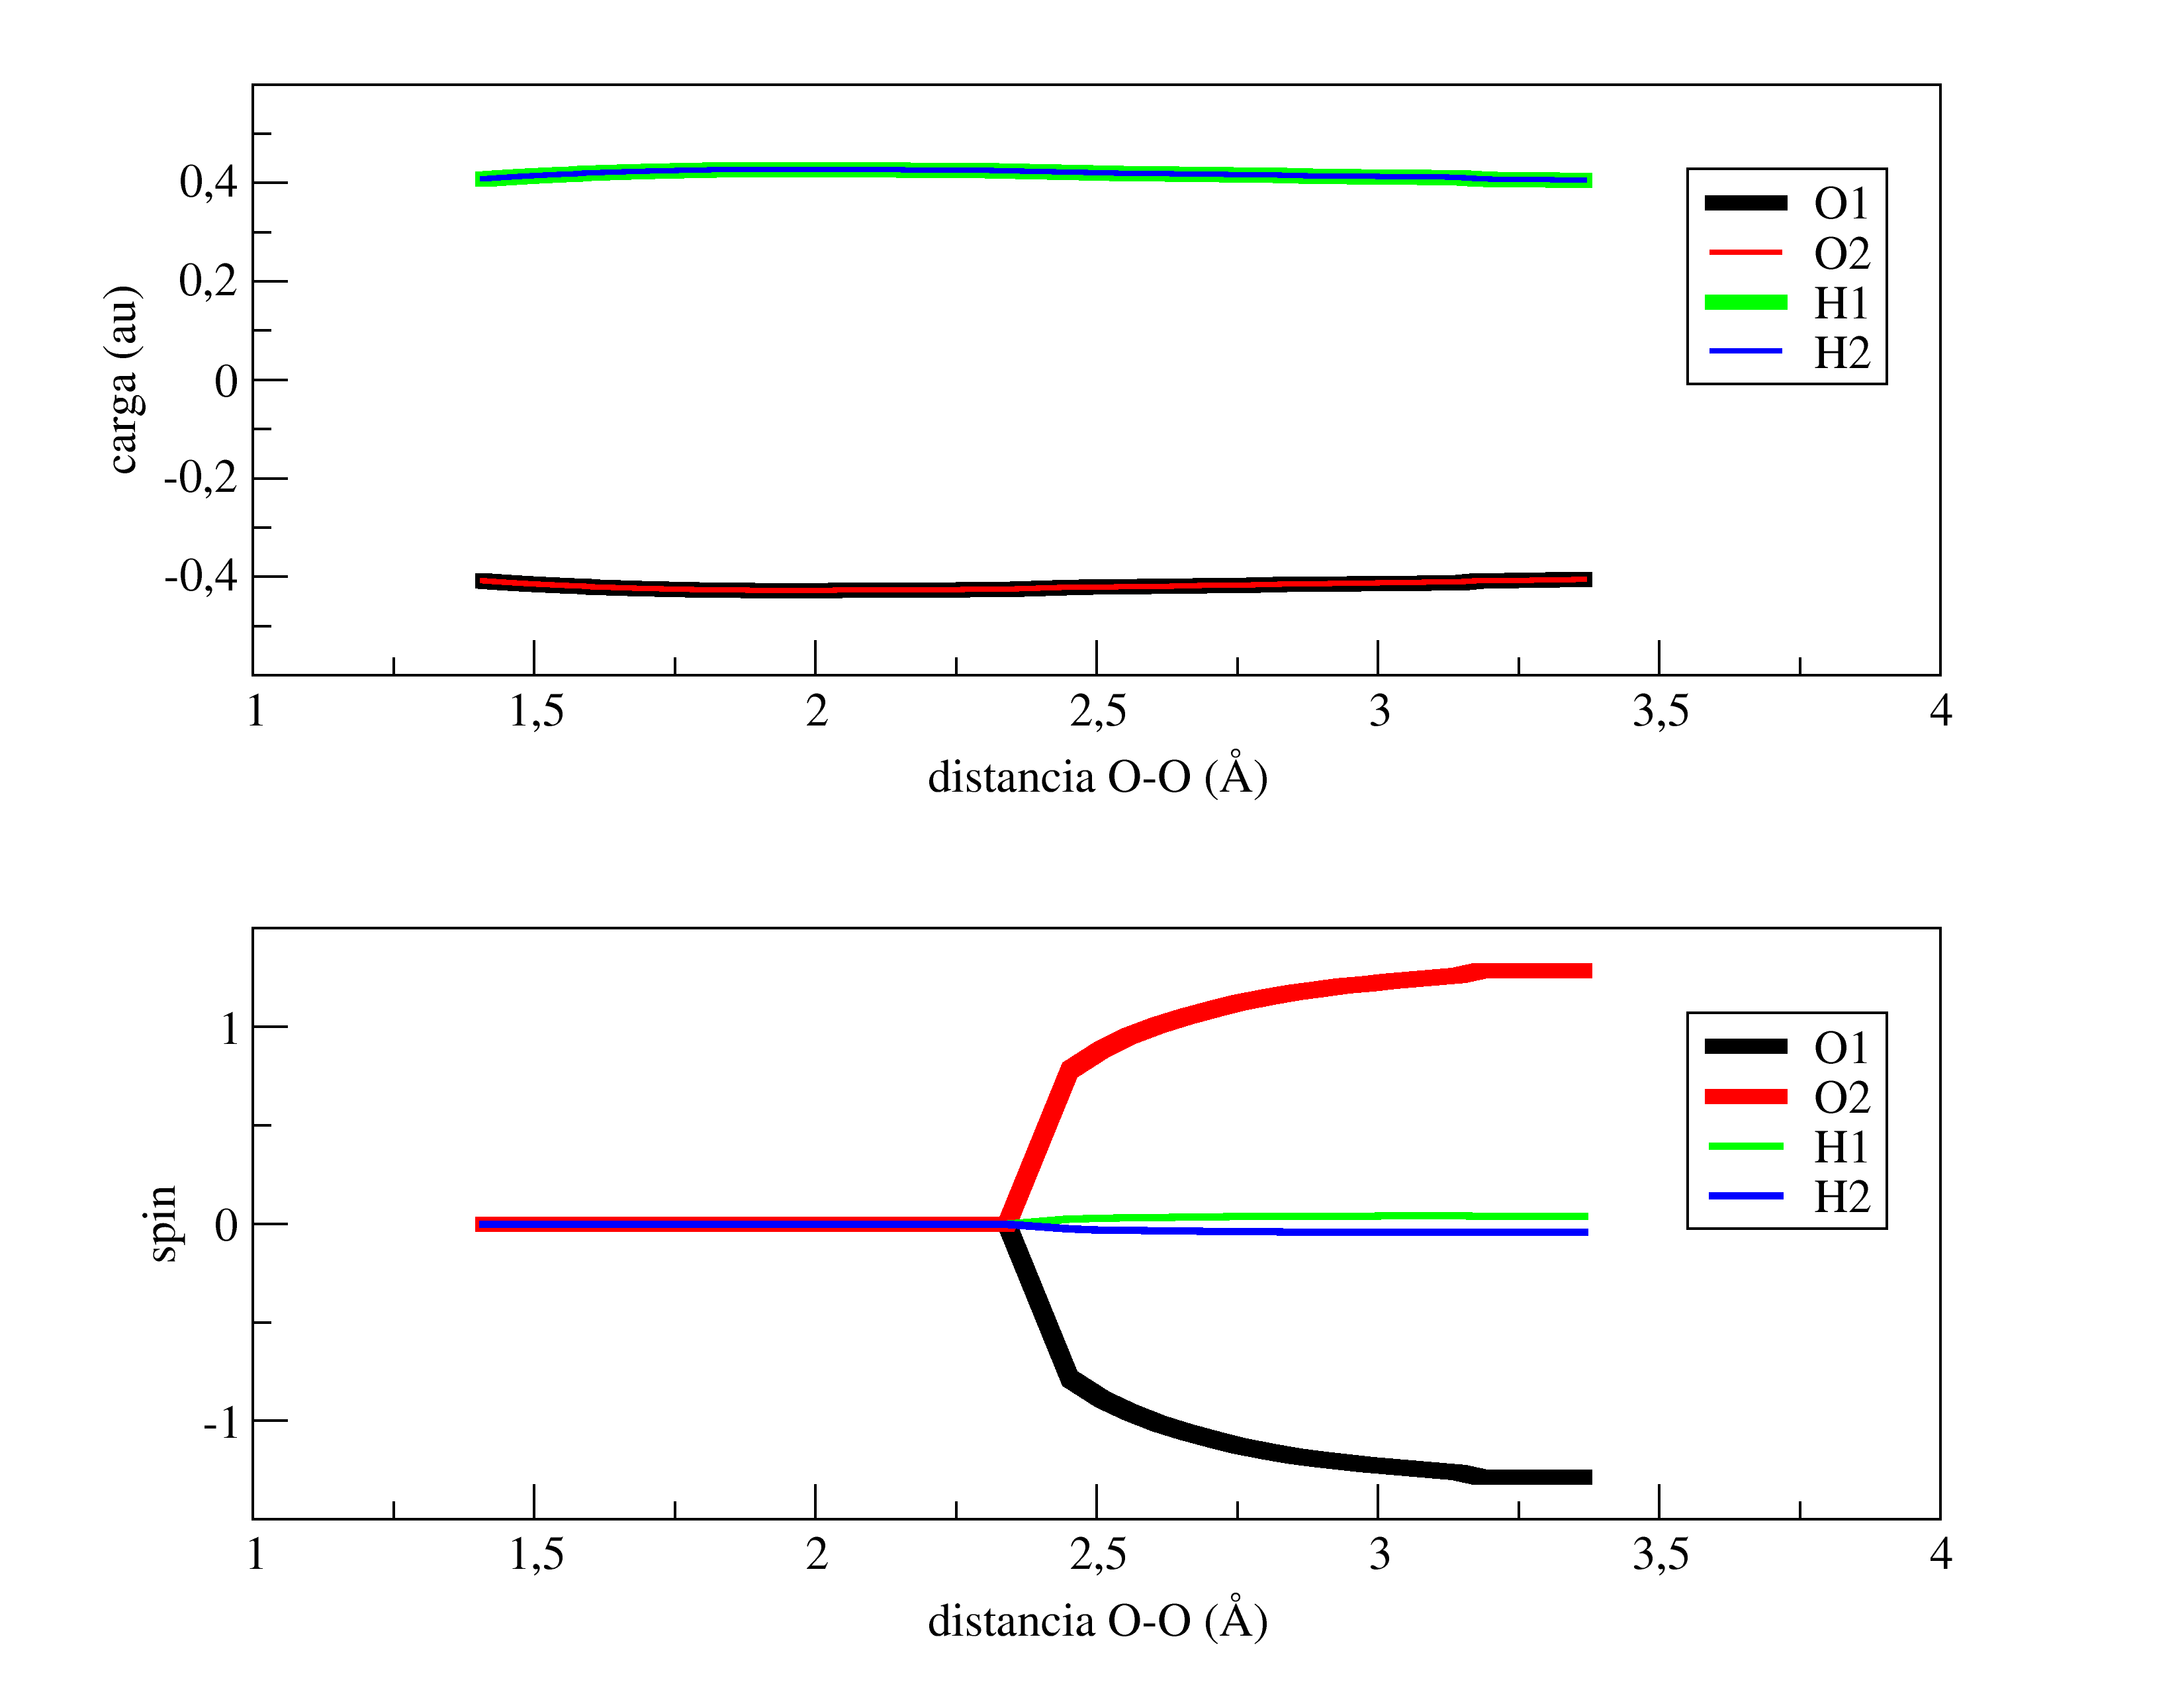 carga (au)
0,4
0,2
0
-0,2
-0,4
O1
O2
H1
H2
1 1,5 2 2,5 3 3,5 4
distancia O-O (Å)
spin
1
0
-1
O1
O2
H1
H2
1 1,5 2 2,5 3 3,5 4
distancia O-O (Å)